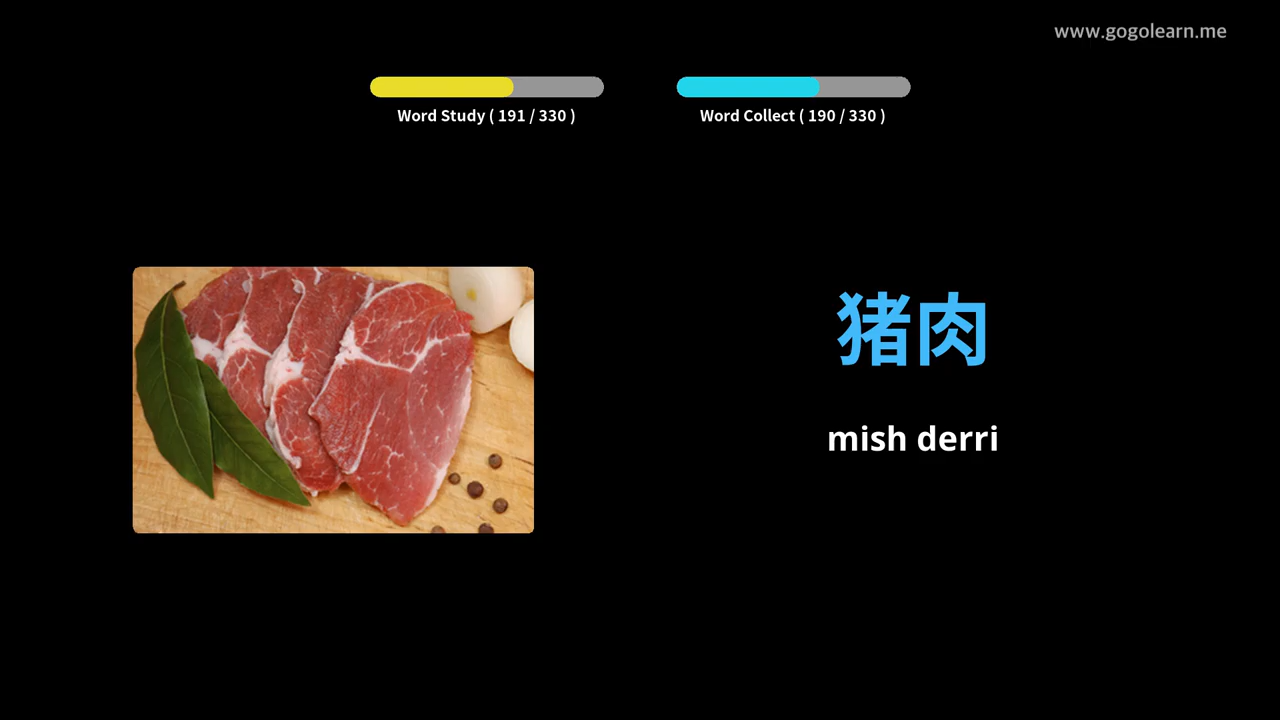 www.gogolearn.me
Word Study ( 191 / 330 )
Word Collect ( 190 / 330 )
猪肉
mish derri